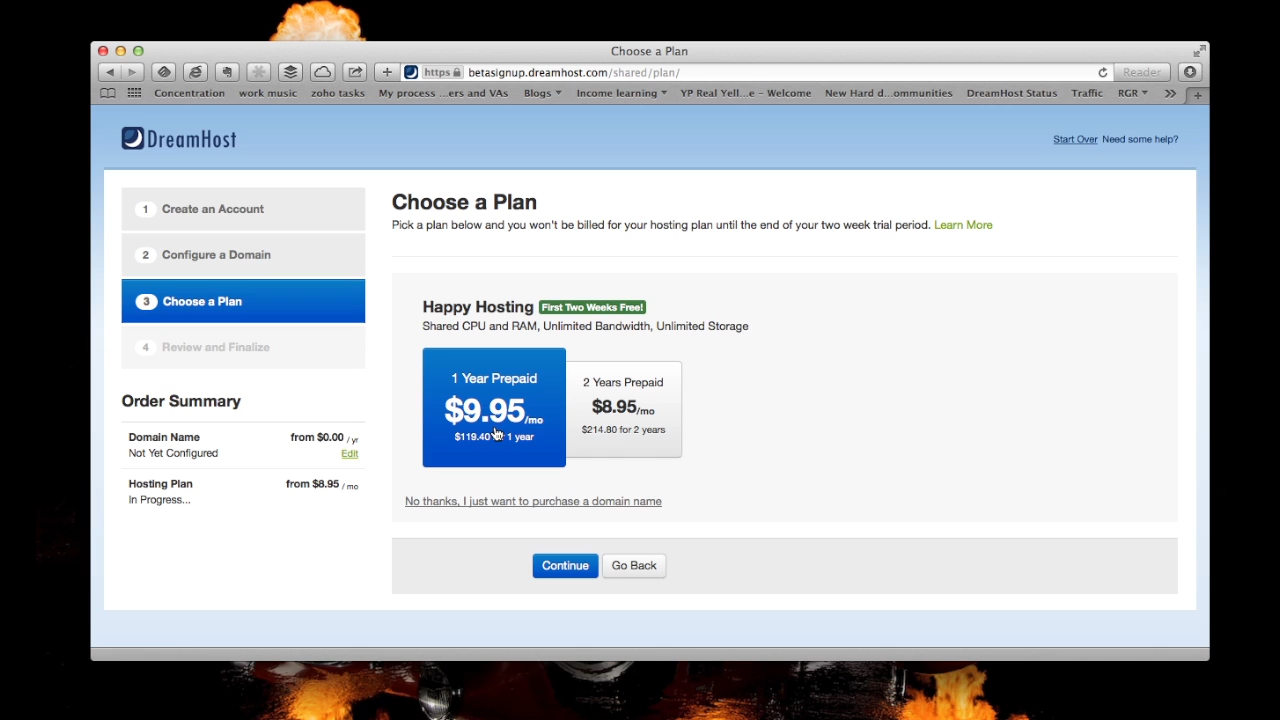 Choose a Plan
https betasignup.dreamhost.com/shared/plan/ Reader
Concentration work music zoho tasks My process ...ers and VAs Blogs Income learning YP Real Yell...e – Welcome New Hard d...ommunities DreamHost Status Traffic RGR
DreamHost
Start Over Need some help?
1 Create an Account
2 Configure a Domain
3 Choose a Plan
4 Review and Finalize
Order Summary
Domain Name from $0.00 / yr
Not Yet Configured Edit
Hosting Plan from $8.95 / mo
In Progress...
Choose a Plan
Pick a plan below and you won't be billed for your hosting plan until the end of your two week trial period. Learn More
Happy Hosting First Two Weeks Free!
Shared CPU and RAM, Unlimited Bandwidth, Unlimited Storage
1 Year Prepaid
$9.95/mo
$119.40 1 year
2 Years Prepaid
$8.95/mo
$214.80 for 2 years
No thanks, I just want to purchase a domain name
Continue Go Back